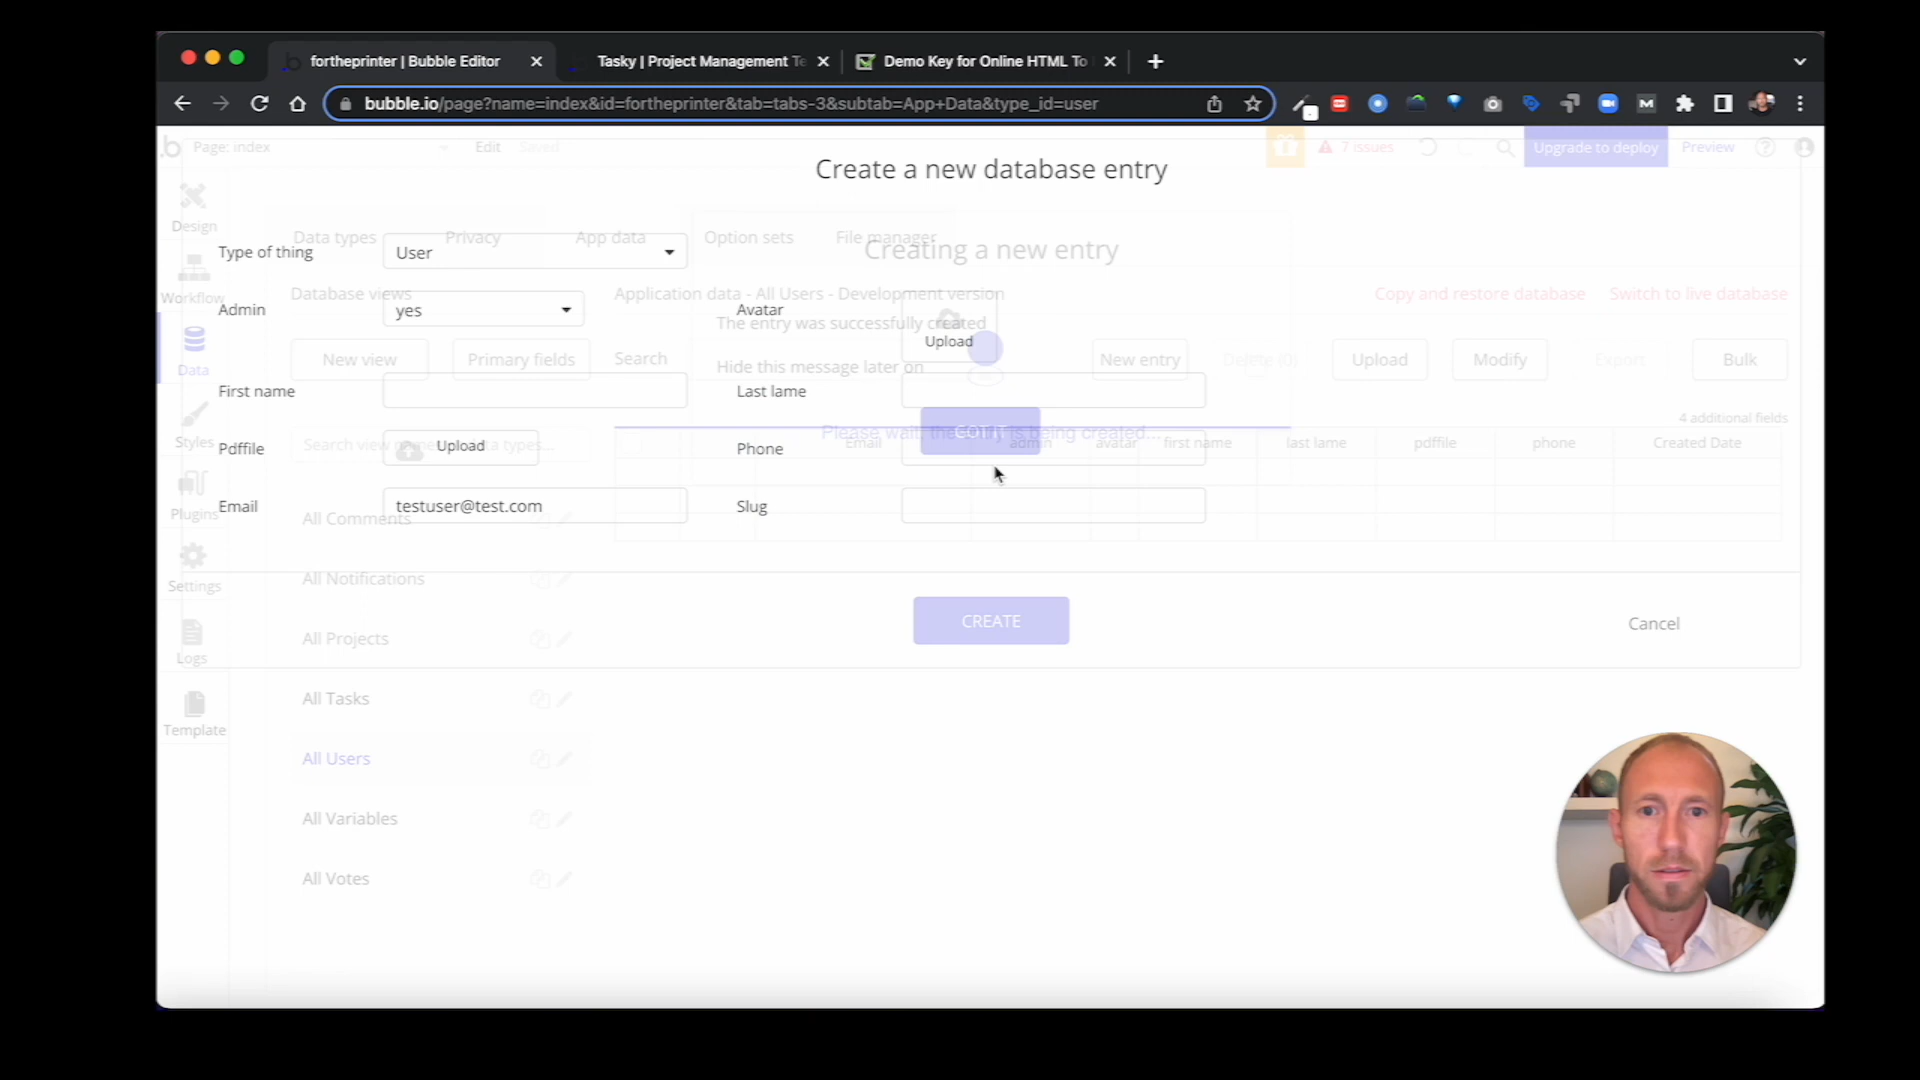 fortheprinter | Bubble Editor
Tasky | Project Management Te
Demo Key for Online HTML To
bubble.io/page?name=index&id=fortheprinter&tab=tabs-3&subtab=App+Data&type_id=user
Page: index
Edit
Saved
7 issues
Upgrade to deploy
Preview
Create a new database entry
Design
Data types
Privacy
App data
Option sets
File manager
Creating a new entry
Type of thing
User
Workflow
Database views
Application data - All Users - Development version
Copy and restore database
Switch to live database
Admin
yes
Avatar
The entry was successfully created
Upload
Data
New view
Primary fields
Search
Hide this message later on
New entry
Delete (0)
Upload
Modify
Export
Bulk
First name
Last lame
4 additional fields
Styles
Pdffile
Upload
Phone
GOT IT
Please wait, the entry is being created...
Email
admin
avatar
first name
last lame
pdffile
phone
Created Date
Plugins
Email
testuser@test.com
Slug
All Comments
Settings
All Notifications
CREATE
Cancel
Logs
All Projects
All Tasks
Template
All Users
All Variables
All Votes